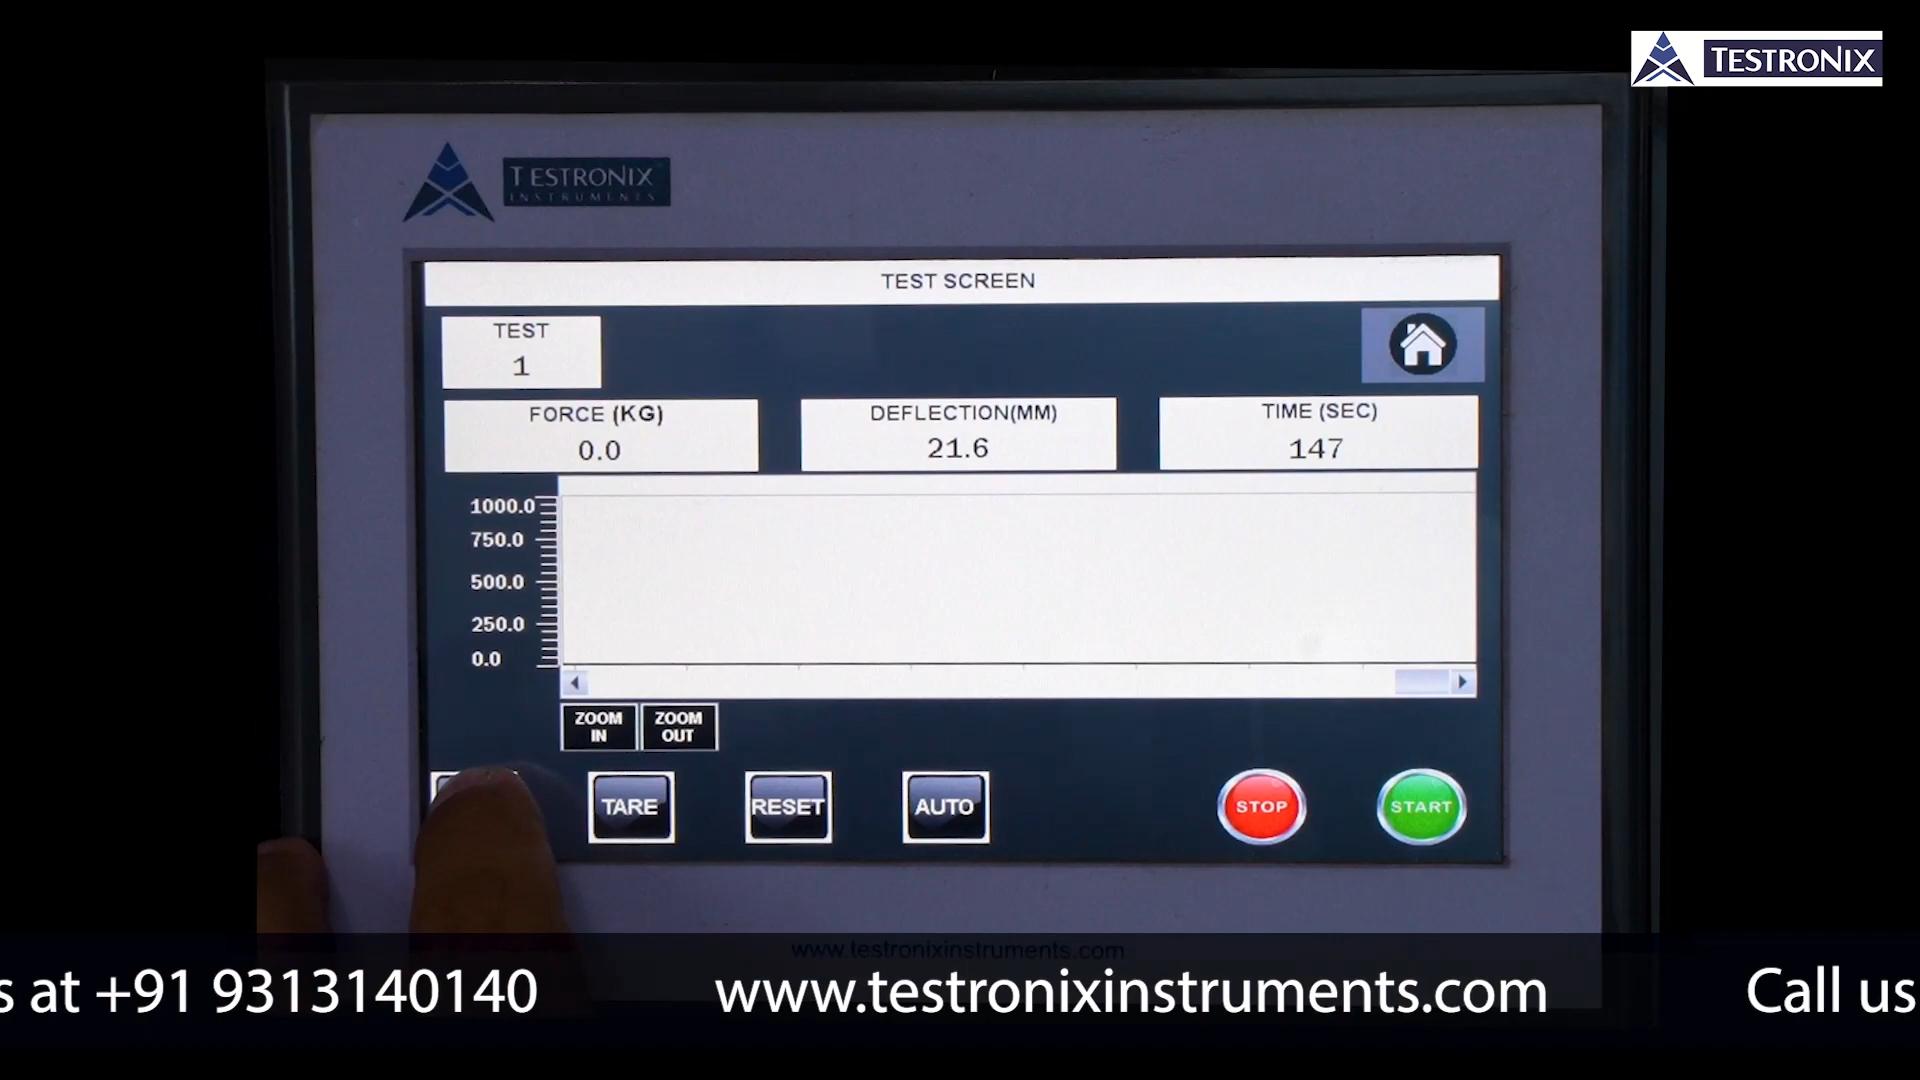 TESTRONIX
TESTRONIX
INSTRUMENTS
TEST SCREEN
TEST
1
FORCE (KG)
0.0
DEFLECTION(MM)
21.6
TIME (SEC)
147
1000.0
750.0
500.0
250.0
0.0
ZOOM IN
ZOOM OUT
TARE
RESET
AUTO
STOP
START
www.testronixinstruments.com
s at +91 9313140140
www.testronixinstruments.com
Call us